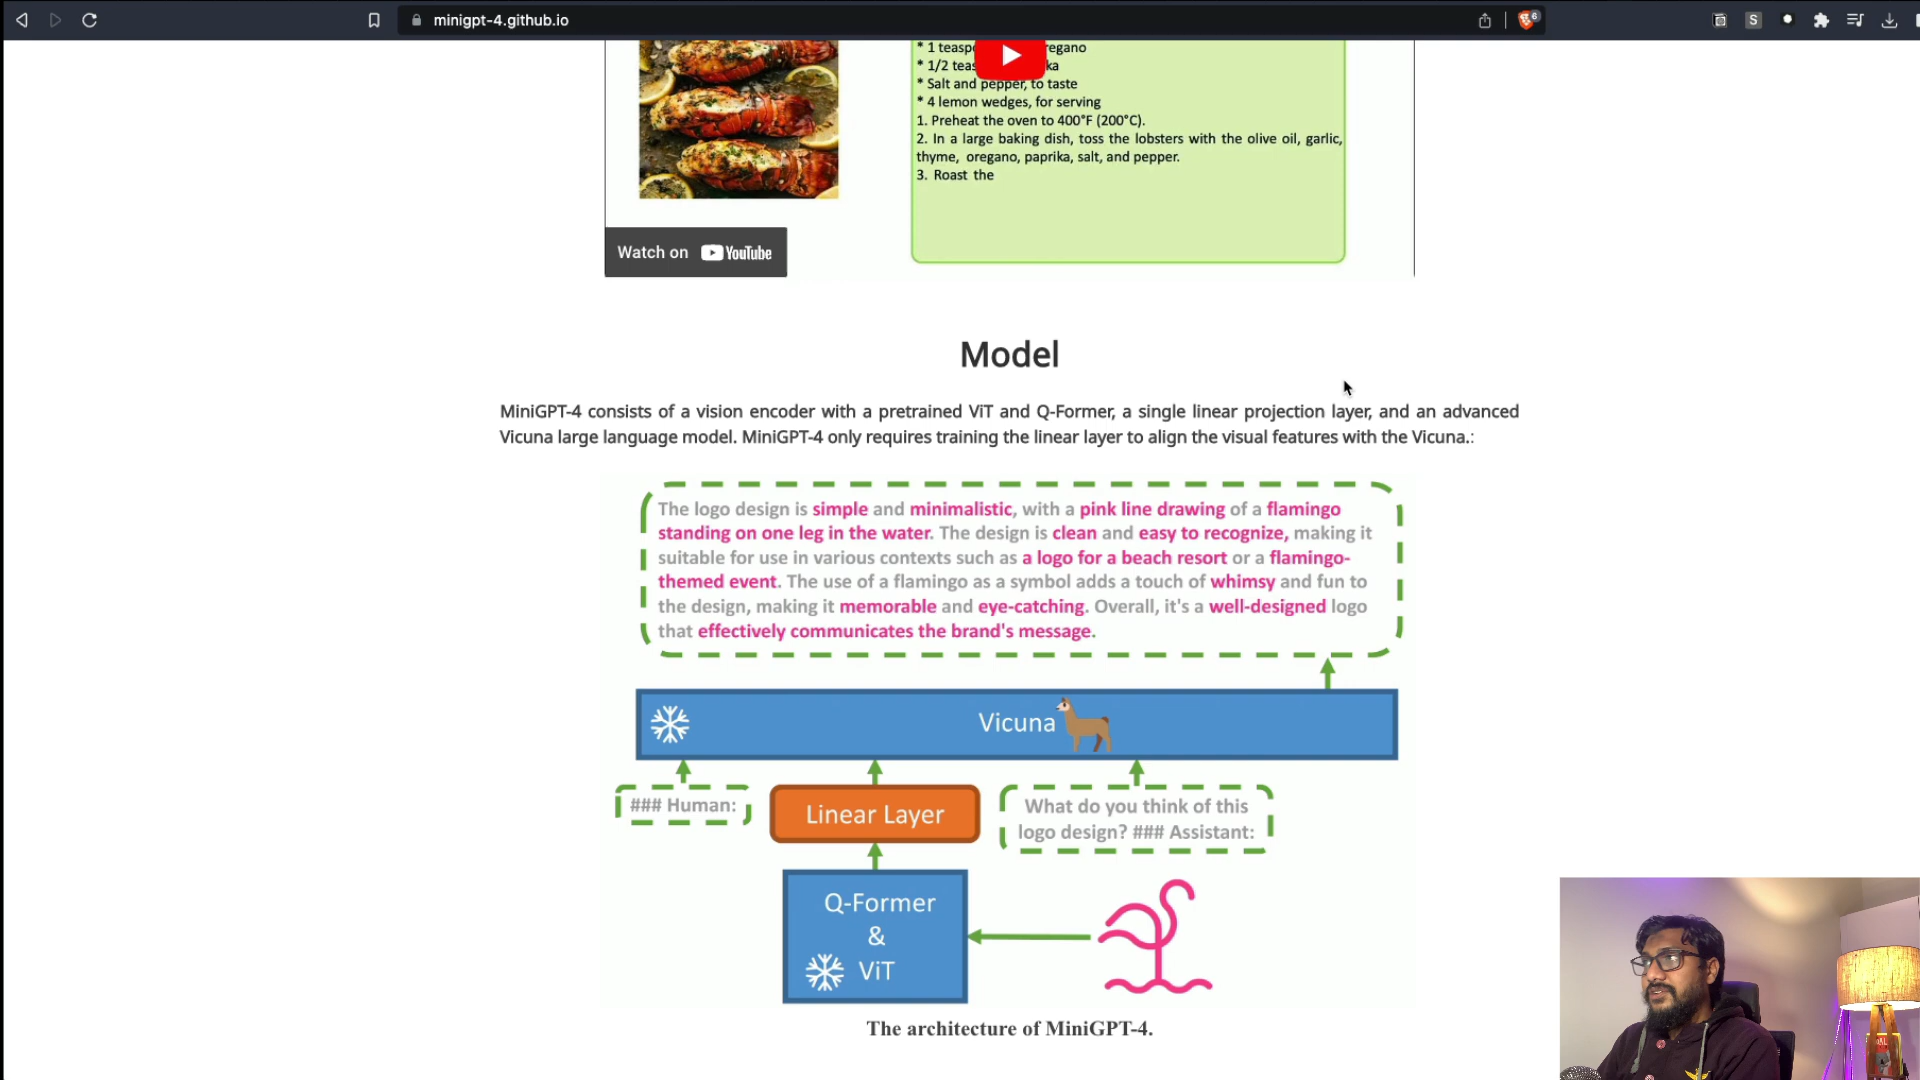 minigpt-4.github.io
6
S
* 1 teasp regano
* 1/2 teas ka
* Salt and pepper, to taste
* 4 lemon wedges, for serving
1. Preheat the oven to 400°F (200°C).
2. In a large baking dish, toss the lobsters with the olive oil, garlic,
thyme, oregano, paprika, salt, and pepper.
3. Roast the
Watch on YouTube
Model
MiniGPT-4 consists of a vision encoder with a pretrained ViT and Q-Former, a single linear projection layer, and an advanced
Vicuna large language model. MiniGPT-4 only requires training the linear layer to align the visual features with the Vicuna.:
The logo design is simple and minimalistic, with a pink line drawing of a flamingo
standing on one leg in the water. The design is clean and easy to recognize, making it
suitable for use in various contexts such as a logo for a beach resort or a flamingo-
themed event. The use of a flamingo as a symbol adds a touch of whimsy and fun to
the design, making it memorable and eye-catching. Overall, it's a well-designed logo
that effectively communicates the brand's message.
Vicuna
### Human:
Linear Layer
What do you think of this
logo design? ### Assistant:
Q-Former
&
ViT
The architecture of MiniGPT-4.